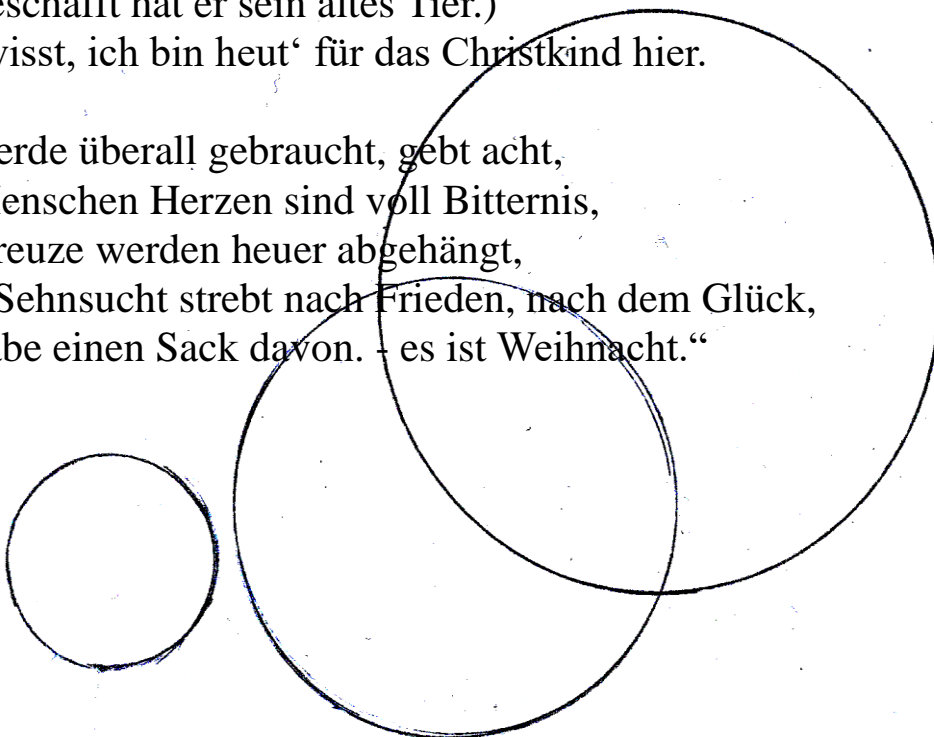 eschafft hat er sein altes Tier.)
isst, ich bin heut‘ für das Christkind hier.
erde überall gebraucht, gebt acht,
enschen Herzen sind voll Bitternis,
reuze werden heuer abgehängt,
Sehnsucht strebt nach Frieden, nach dem Glück,
be einen Sack davon. - es ist Weihnacht.“